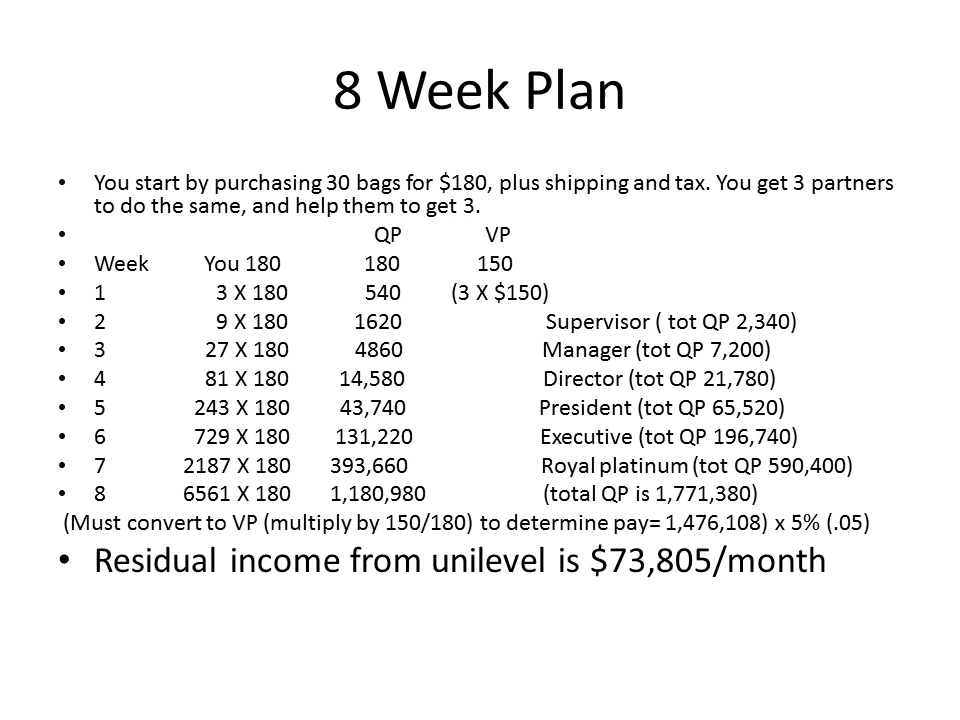 8 Week Plan
• You start by purchasing 30 bags for $180, plus shipping and tax. You get 3 partners
to do the same, and help them to get 3.
• QP VP
• Week You 180 180 150
• 1 3 X 180 540 (3 X $150)
• 2 9 X 180 1620 Supervisor ( tot QP 2,340)
• 3 27 X 180 4860 Manager (tot QP 7,200)
• 4 81 X 180 14,580 Director (tot QP 21,780)
• 5 243 X 180 43,740 President (tot QP 65,520)
• 6 729 X 180 131,220 Executive (tot QP 196,740)
• 7 2187 X 180 393,660 Royal platinum (tot QP 590,400)
• 8 6561 X 180 1,180,980 (total QP is 1,771,380)
(Must convert to VP (multiply by 150/180) to determine pay= 1,476,108) x 5% (.05)
• Residual income from unilevel is $73,805/month